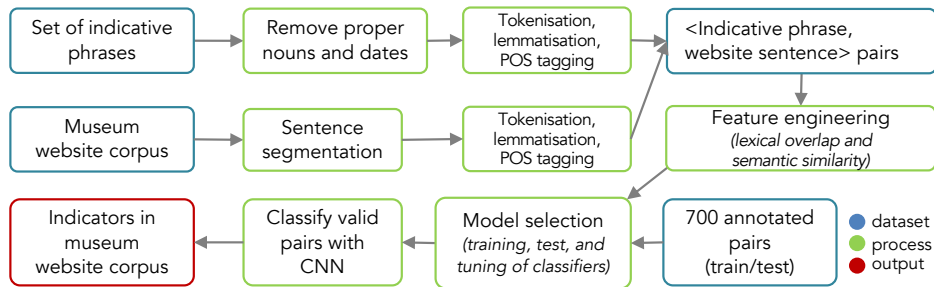 Set of indicative
phrases
Remove proper
nouns and dates
Tokenisation,
lemmatisation,
POS tagging
<Indicative phrase,
website sentence> pairs
Museum
website corpus
Sentence
segmentation
Tokenisation,
lemmatisation,
POS tagging
Feature engineering
(lexical overlap and
semantic similarity)
Indicators in
museum
website corpus
Classify valid
pairs with
CNN
Model selection
(training, test, and
tuning of classifiers)
700 annotated
pairs
(train/test)
dataset
process
output